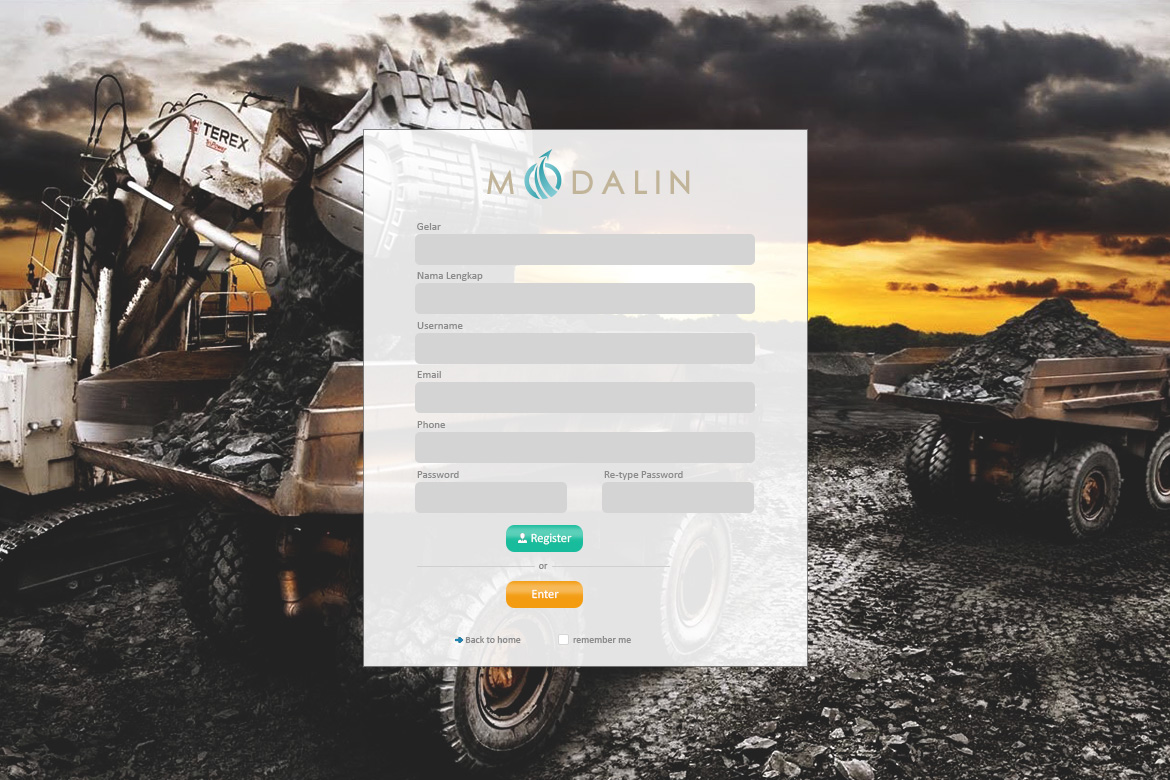 TEREX
MODALIN
Gelar
Nama Lengkap
Username
Email
Phone
Password Re-type Password
Register
or
Enter
Back to home remember me